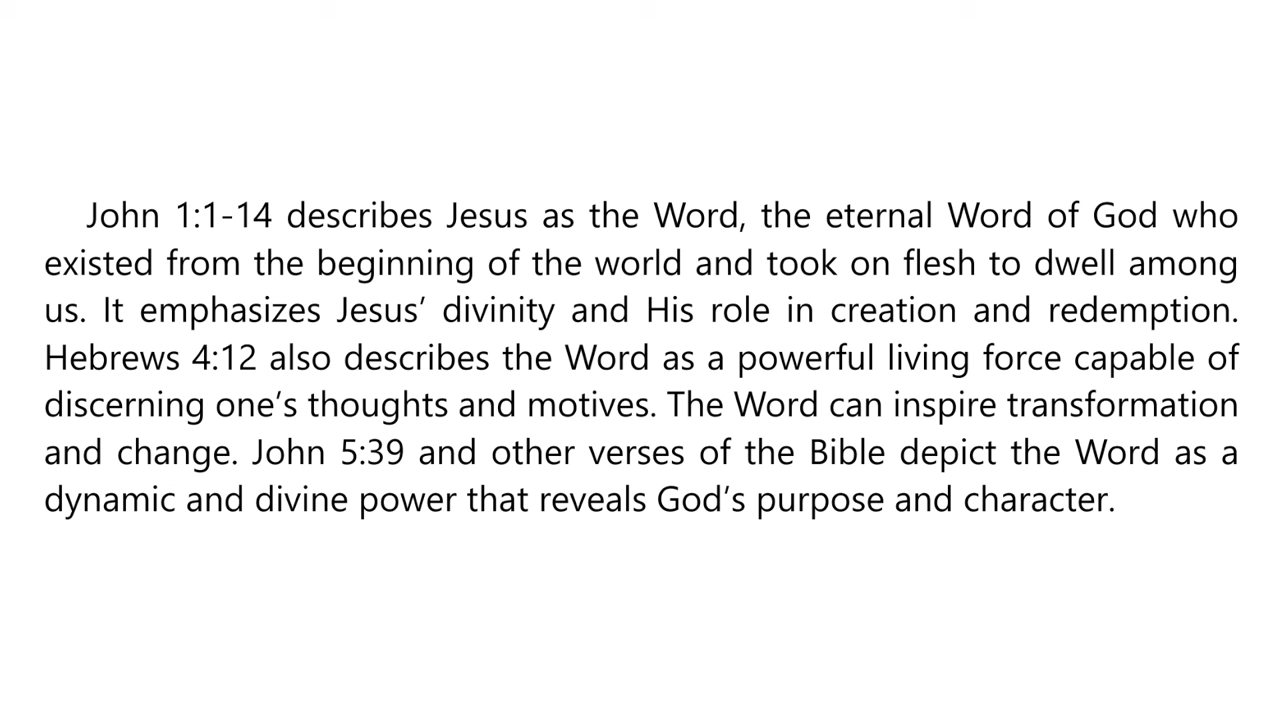 John 1:1-14 describes Jesus as the Word, the eternal Word of God who
existed from the beginning of the world and took on flesh to dwell among
us. It emphasizes Jesus’ divinity and His role in creation and redemption.
Hebrews 4:12 also describes the Word as a powerful living force capable of
discerning one’s thoughts and motives. The Word can inspire transformation
and change. John 5:39 and other verses of the Bible depict the Word as a
dynamic and divine power that reveals God’s purpose and character.